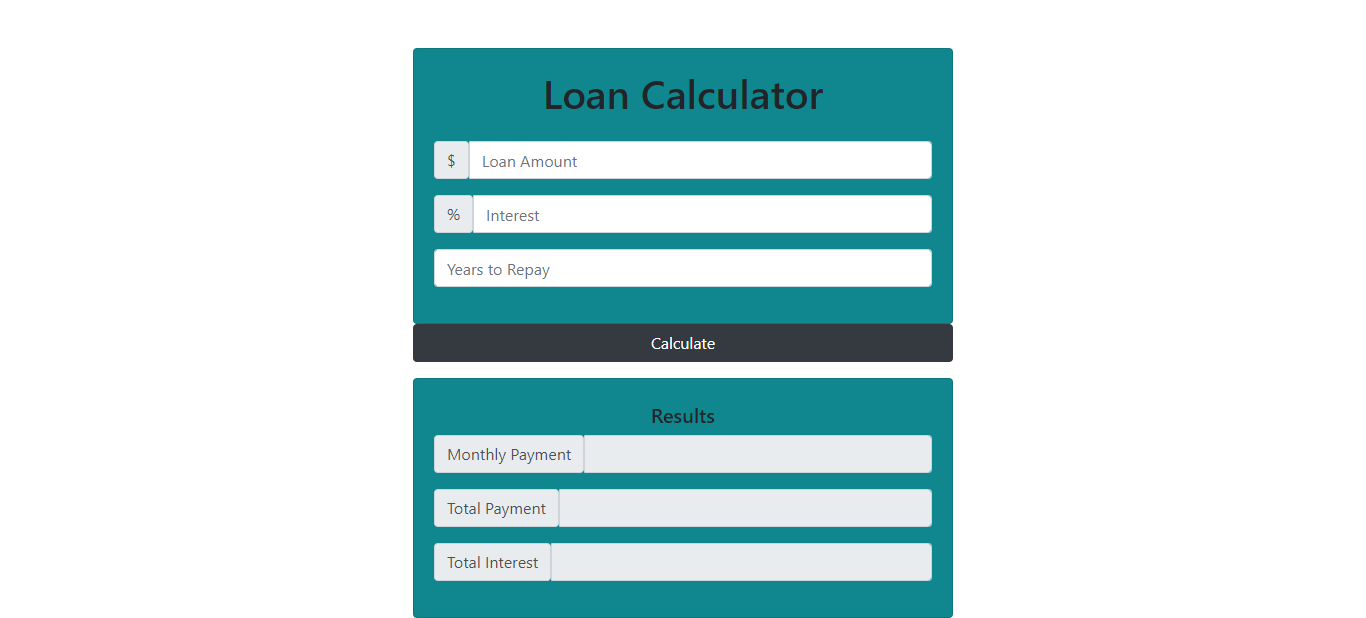 Loan Calculator
$ Loan Amount
% Interest
Years to Repay
Calculate
Results
Monthly Payment
Total Payment
Total Interest